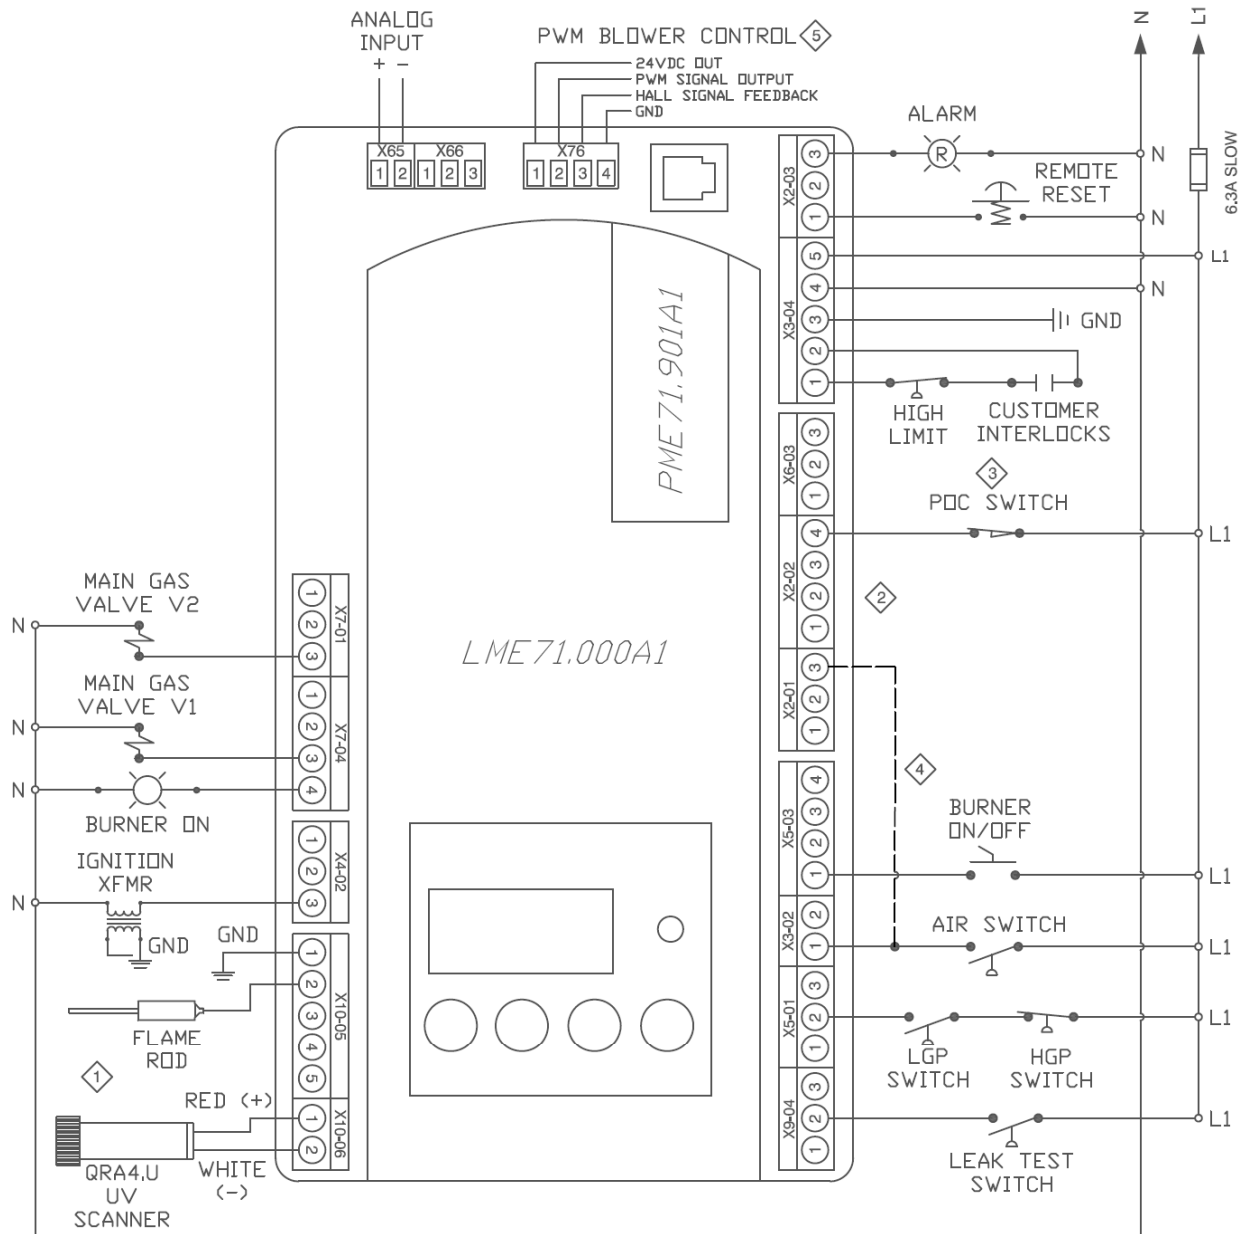 ANALOG
INPUT
+ −
PWM BLOWER CONTROL 5
24VDC OUT
PWM SIGNAL OUTPUT
HALL SIGNAL FEEDBACK
GND
N
L1
6.3A SLOW
X65
1 2
X66
1 2 3
X76
1 2 3 4
X2-03
3
2
1
ALARM
R
N
REMOTE
RESET
N
X3-04
5
4
3
2
1
L1
N
GND
HIGH
LIMIT
CUSTOMER
INTERLOCKS
X6-03
3
2
1
3
POC SWITCH
X2-02
4
3
2
1
L1
2
X2-01
3
2
1
4
X5-03
4
3
2
1
BURNER
ON/OFF
L1
X3-02
2
1
AIR SWITCH
L1
X5-01
3
2
1
LGP
SWITCH
HGP
SWITCH
L1
X9-04
3
2
1
LEAK TEST
SWITCH
L1
PME71.901A1
LME71.000A1
MAIN GAS
VALVE V2
N
X7-01
1
2
3
MAIN GAS
VALVE V1
N
X7-04
1
2
3
4
N
BURNER ON
IGNITION
XFMR
N
GND
X4-02
1
2
3
GND
X10-05
1
2
3
4
5
FLAME
ROD
1
RED (+)
X10-06
1
2
WHITE
(-)
QRA4.U
UV
SCANNER